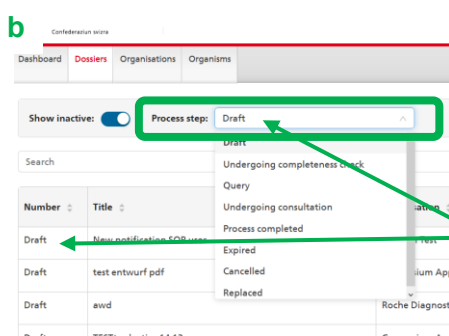 b
Confederaziun svizra
Dashboard Dossiers Organisations Organisms
Show inactive: Process step: Draft
Draft
Search
Undergoing completeness check
Query
Undergoing consultation
Process completed
Expired
Cancelled
Replaced
Number Title
Draft New notification SOP user Test
Draft test entwurf pdf
Draft awd Roche Diagnost